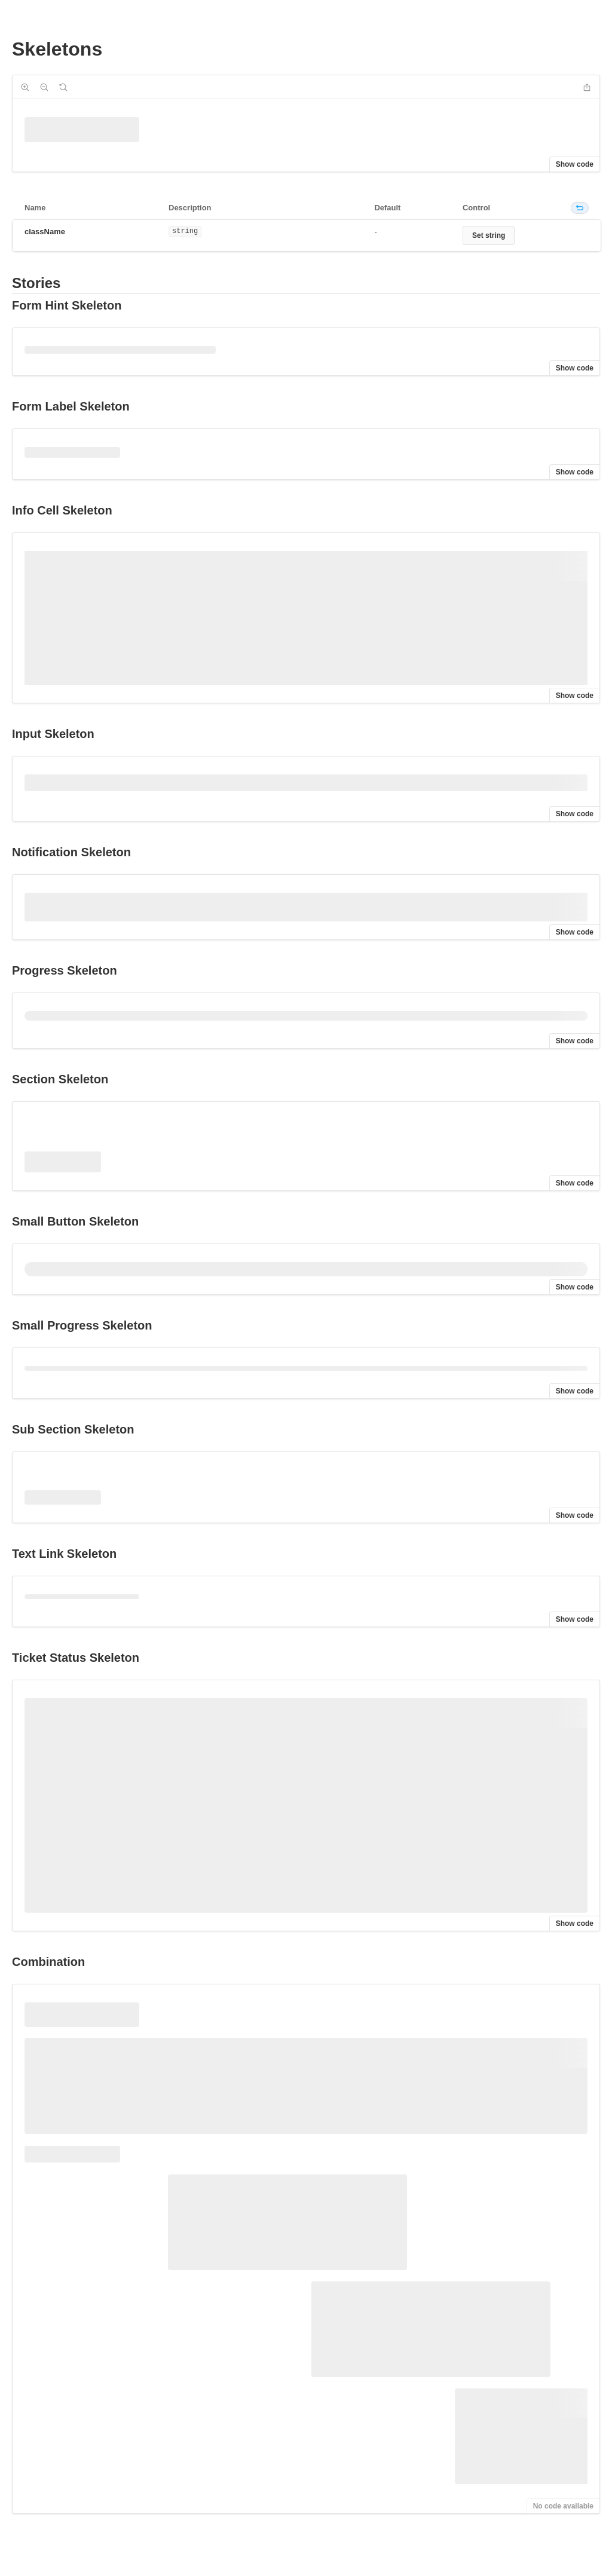 Skeletons
Show code
Name Description Default Control
className string - Set string
Stories
Form Hint Skeleton
Show code
Form Label Skeleton
Show code
Info Cell Skeleton
Show code
Input Skeleton
Show code
Notification Skeleton
Show code
Progress Skeleton
Show code
Section Skeleton
Show code
Small Button Skeleton
Show code
Small Progress Skeleton
Show code
Sub Section Skeleton
Show code
Text Link Skeleton
Show code
Ticket Status Skeleton
Show code
Combination
No code available